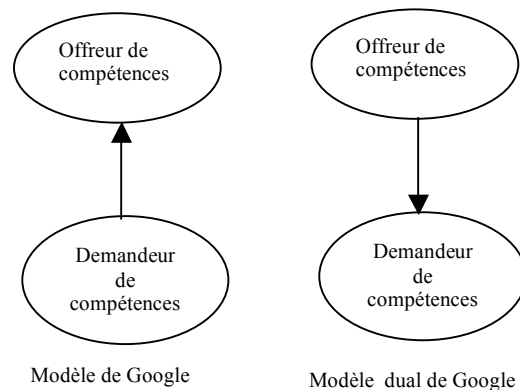 Offreur de
compétences
Demandeur
de
compétences
Modèle de Google
Offreur de
compétences
Demandeur
de
compétences
Modèle dual de Google